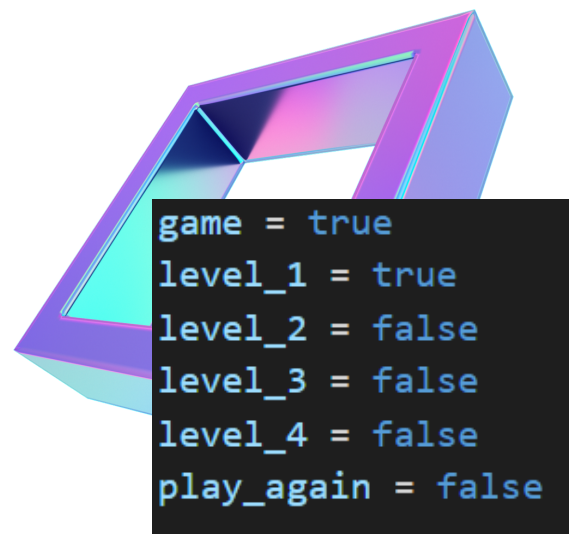 game = true
level_1 = true
level_2 = false
level_3 = false
level_4 = false
play_again = false